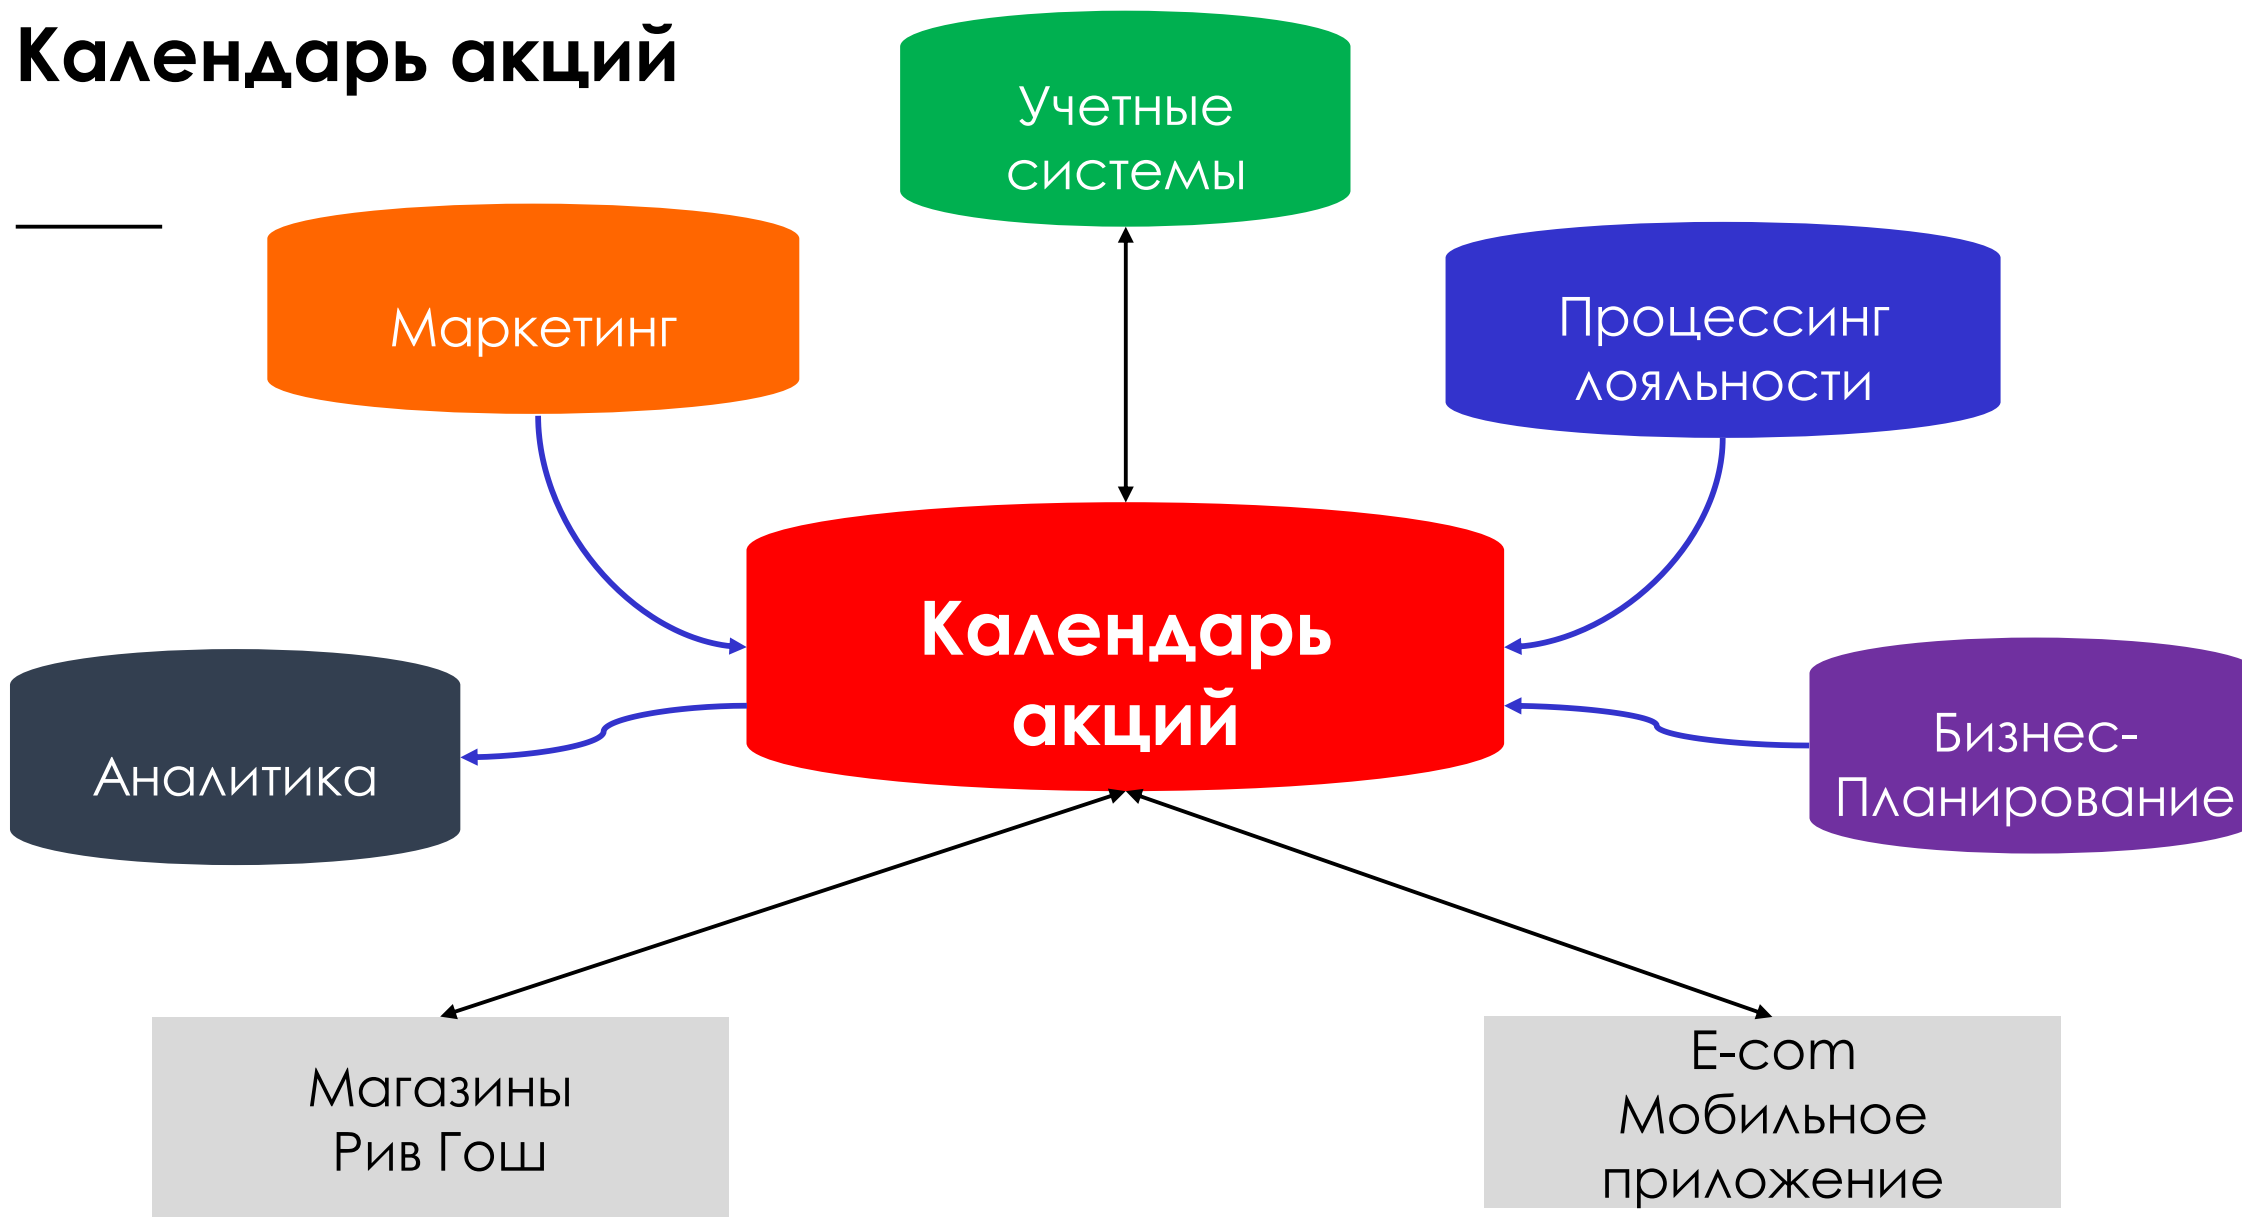 Календарь акций
Учетные
системы
Маркетинг
Процессинг
лояльности
Календарь
акций
Аналитика
Бизнес-
Планирование
Магазины
Рив Гош
E-com
Мобильное
приложение